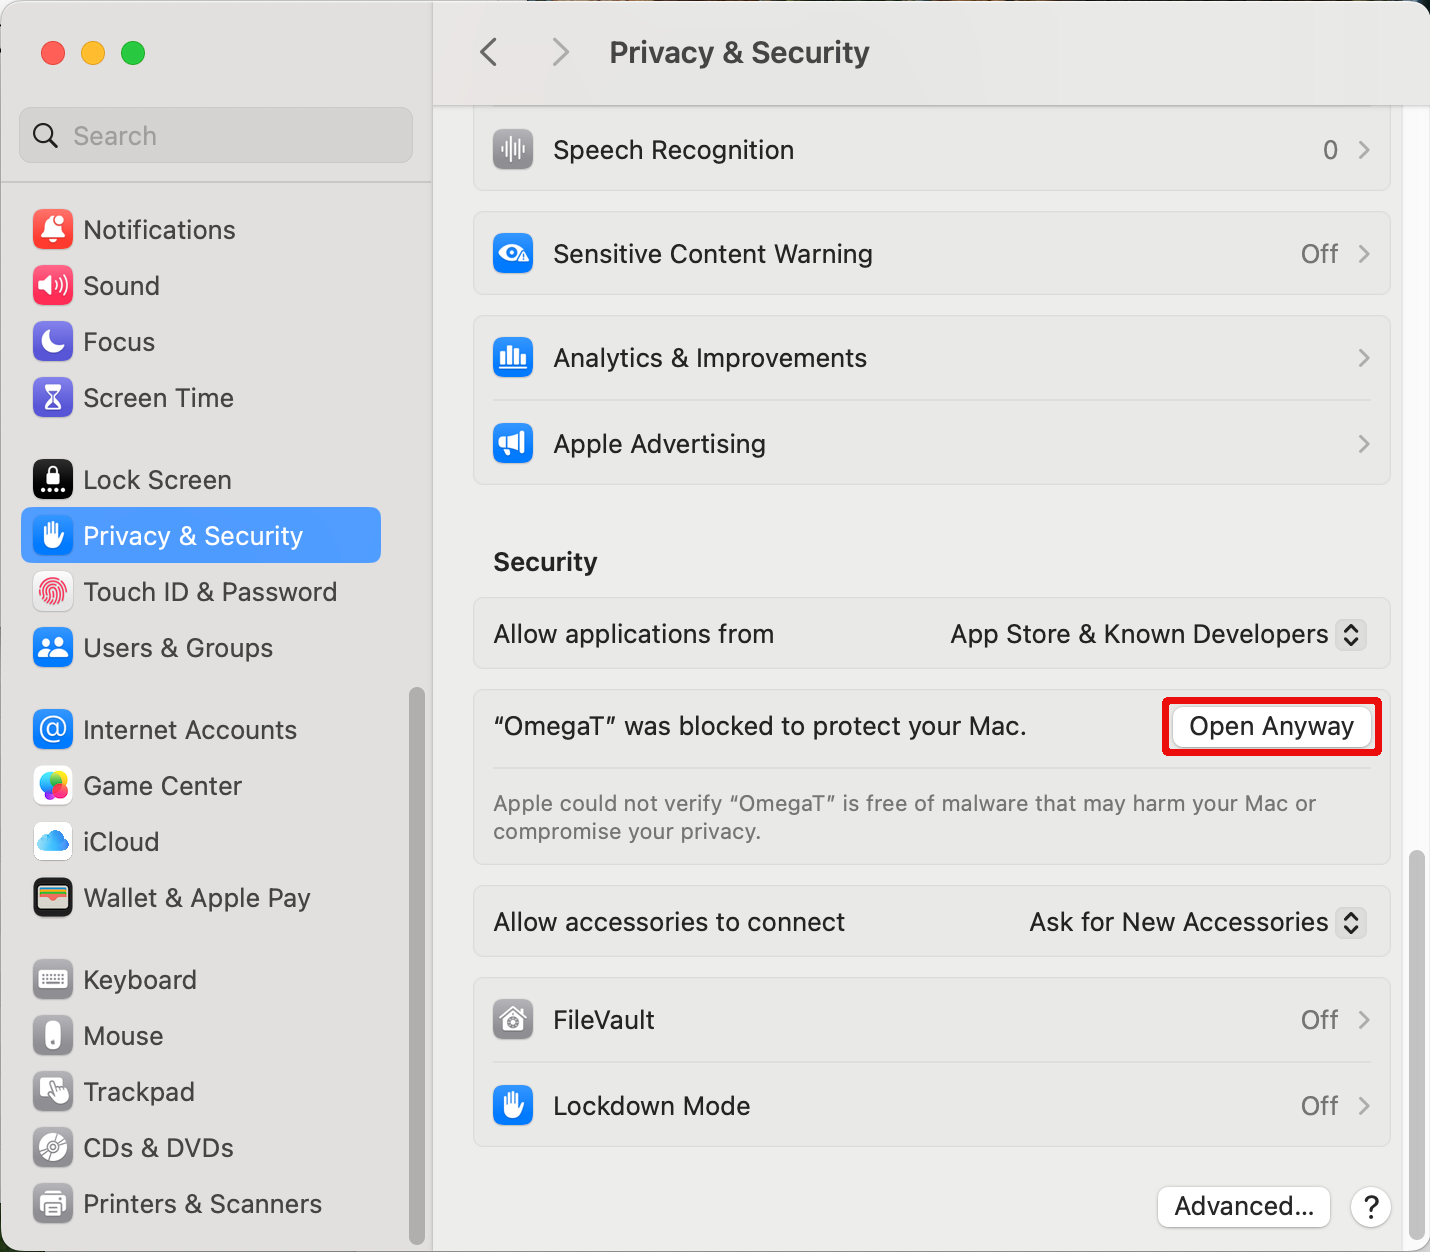 Privacy & Security
Search
Notifications
Sound
Focus
Screen Time
Lock Screen
Privacy & Security
Touch ID & Password
Users & Groups
Internet Accounts
Game Center
iCloud
Wallet & Apple Pay
Keyboard
Mouse
Trackpad
CDs & DVDs
Printers & Scanners
Speech Recognition 0
Sensitive Content Warning Off
Analytics & Improvements
Apple Advertising
Security
Allow applications from App Store & Known Developers
“OmegaT” was blocked to protect your Mac. Open Anyway
Apple could not verify “OmegaT” is free of malware that may harm your Mac or
compromise your privacy.
Allow accessories to connect Ask for New Accessories
FileVault Off
Lockdown Mode Off
Advanced... ?